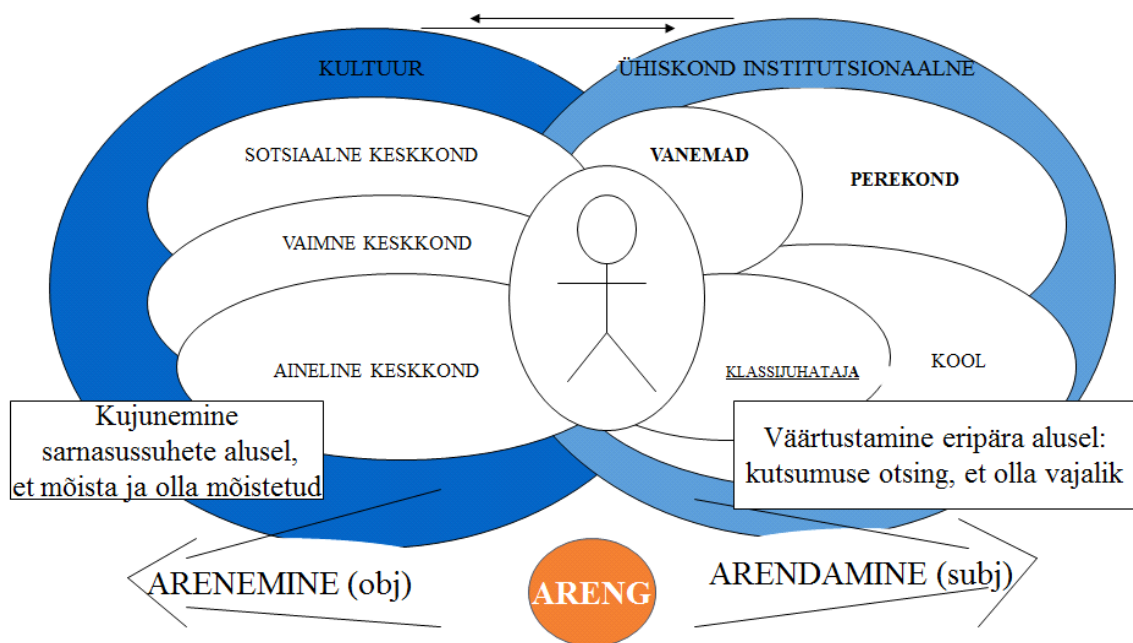 KULTUUR
ÜHISKOND INSTITUTSIONAALNE
SOTSIAALNE KESKKOND
VANEMAD
PEREKOND
VAIMNE KESKKOND
AINELINE KESKKOND
KLASSIJUHATAJA
KOOL
Kujunemine
sarnasussuhete alusel,
et mõista ja olla mõistetud
Väärtustamine eripära alusel:
kutsumuse otsing, et olla vajalik
ARENEMINE (obj)
ARENG
ARENDAMINE (subj)